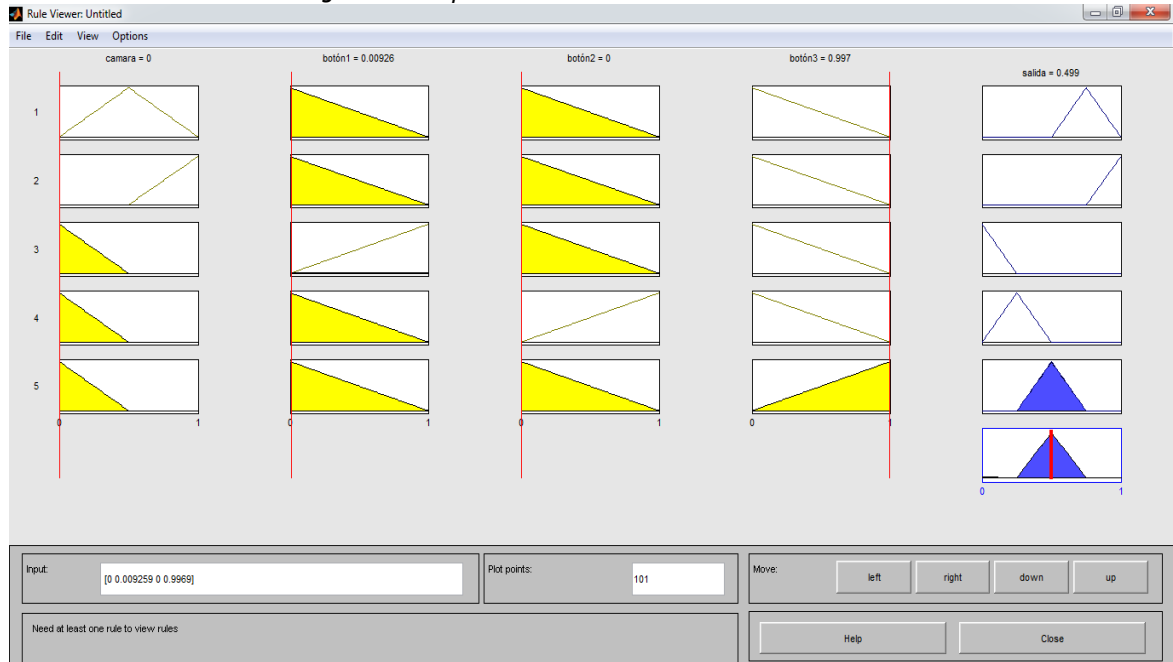 Rule Viewer: Untitled
File Edit View Options
camara = 0
botón1 = 0.00926
botón2 = 0
botón3 = 0.997
salida = 0.499
1
2
3
4
5
0 1
0 1
0 1
0 1
Input:
[0 0.009259 0 0.9969]
Plot points:
101
Move:
left
right
down
up
Need at least one rule to view rules
Help
Close